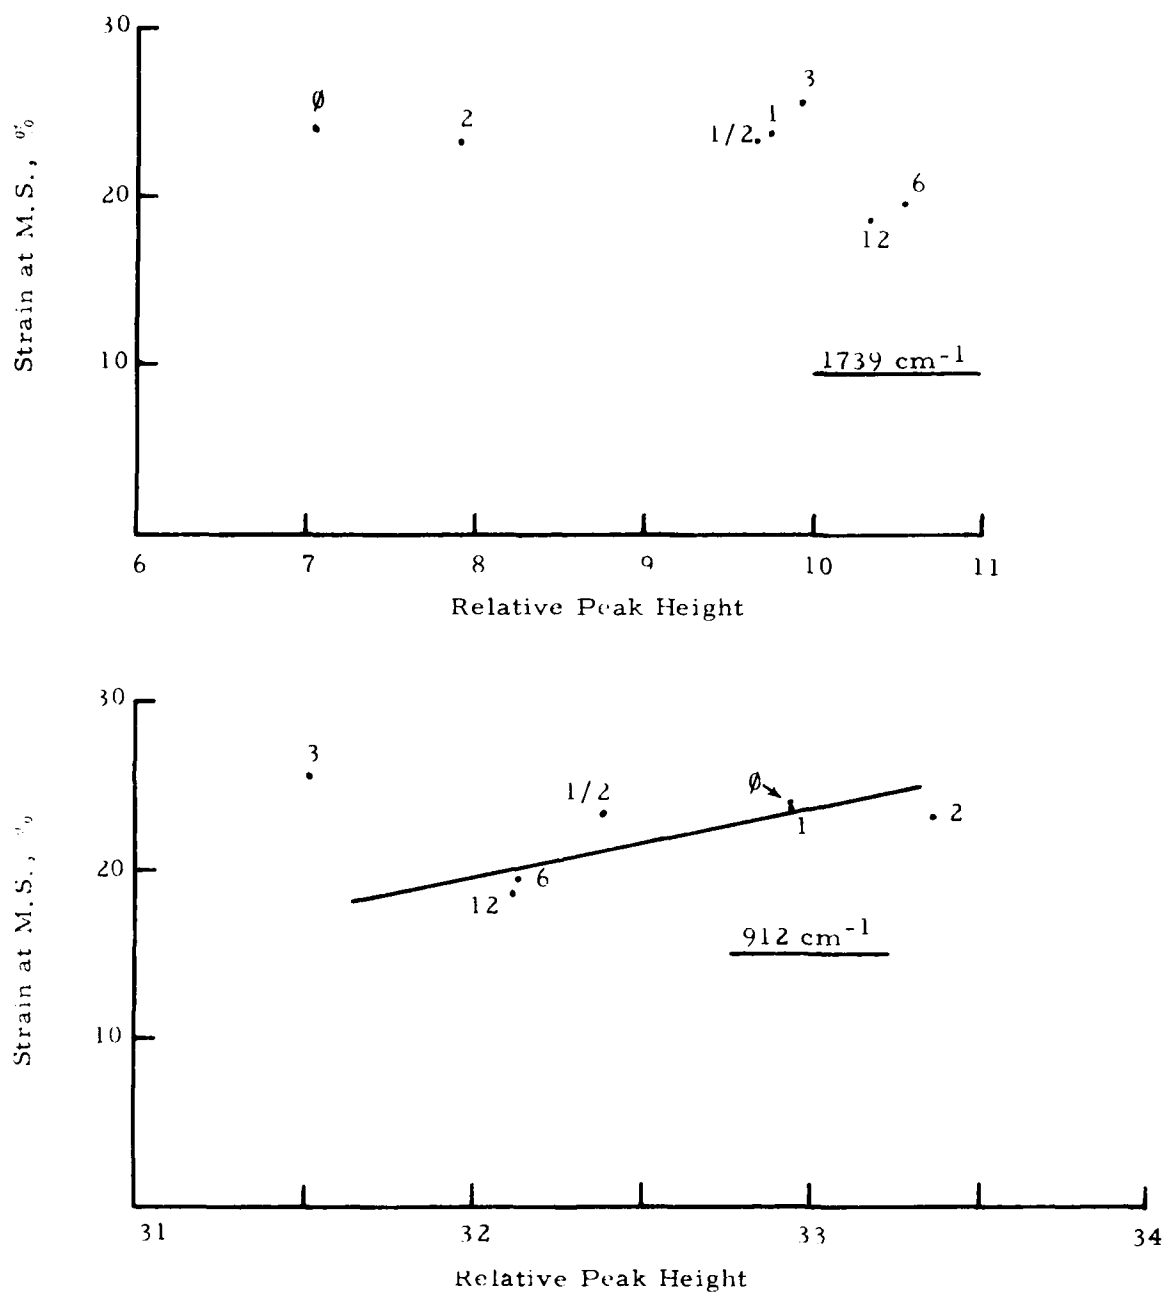 30
Ø
2
1/2
1
3
6
12
20
10
Strain at M.S., %
1739 cm-1
6 7 8 9 10 11
Relative Peak Height
30
3
1/2
Ø
1
2
20
6
12
10
Strain at M.S., %
912 cm-1
31 32 33 34
Relative Peak Height